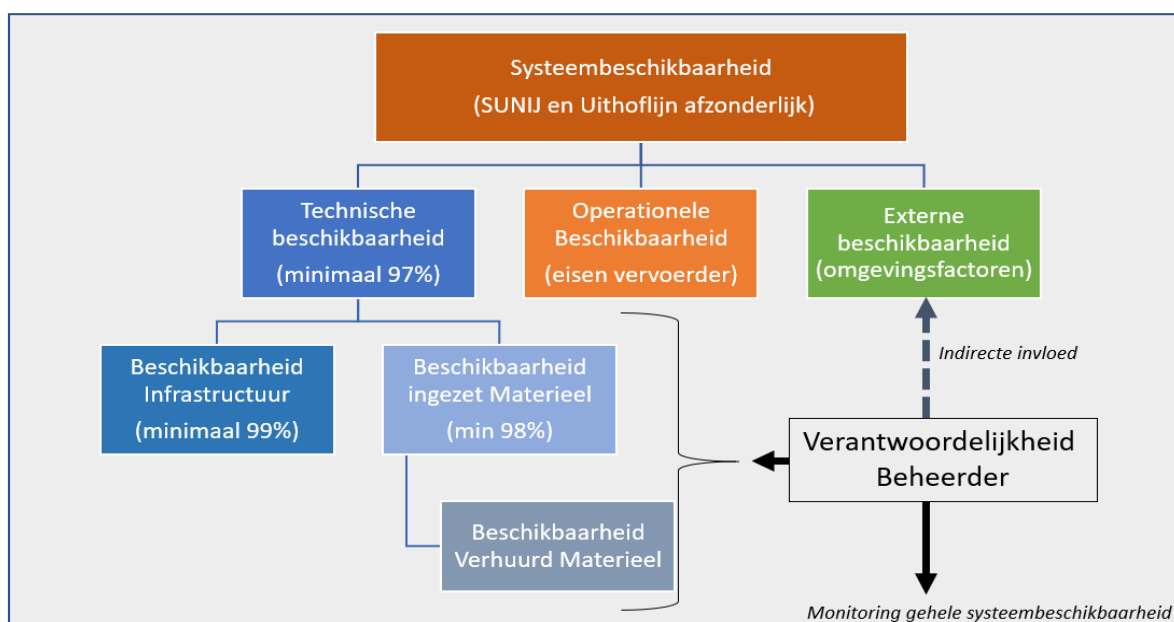 Systeembeschikbaarheid
(SUNIJ en Uithoflijn afzonderlijk)
Technische
beschikbaarheid
(minimaal 97%)
Operationele
Beschikbaarheid
(eisen vervoerder)
Externe
beschikbaarheid
(omgevingsfactoren)
Beschikbaarheid
Infrastructuur
(minimaal 99%)
Beschikbaarheid
ingezet Materieel
(min 98%)
Indirecte invloed
Verantwoordelijkheid
Beheerder
Beschikbaarheid
Verhuurd Materieel
Monitoring gehele systeembeschikbaarheid